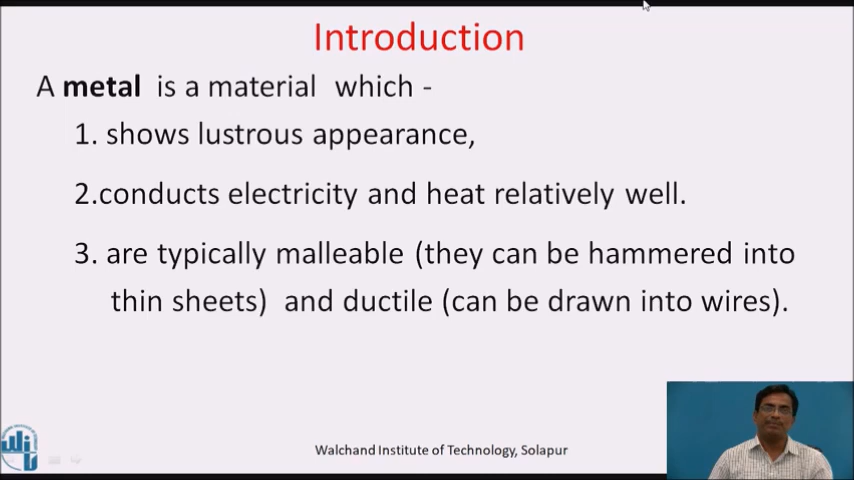 Introduction
A metal is a material which -
1. shows lustrous appearance,
2.conducts electricity and heat relatively well.
3. are typically malleable (they can be hammered into
thin sheets) and ductile (can be drawn into wires).
Walchand Institute of Technology, Solapur